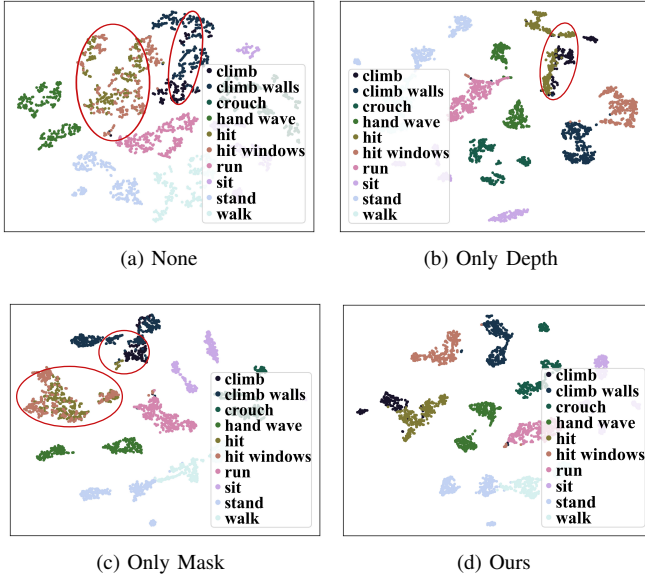 climb
climb walls
crouch
hand wave
hit
hit windows
run
sit
stand
walk
(a) None
climb
climb walls
crouch
hand wave
hit
hit windows
run
sit
stand
walk
(b) Only Depth
climb
climb walls
crouch
hand wave
hit
hit windows
run
sit
stand
walk
(c) Only Mask
climb
climb walls
crouch
hand wave
hit
hit windows
run
sit
stand
walk
(d) Ours